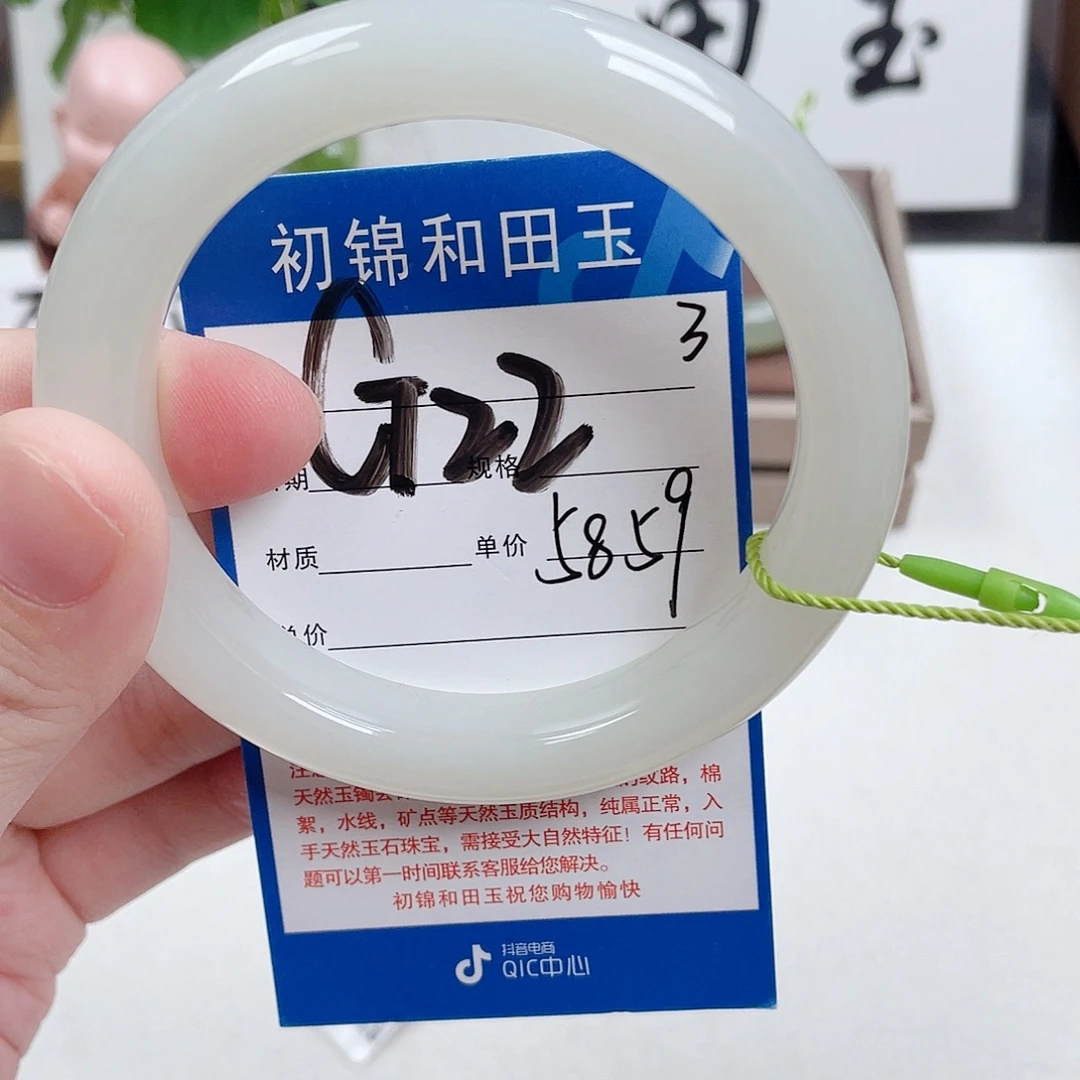 田玉
初锦和田玉
3
G22
期 规格
材质 单价 5859
单价
纹路，棉
天然玉镯
絮，水线，矿点等天然玉质结构，纯属正常，入
手天然玉石珠宝，需接受大自然特征！有任何问
题可以第一时间联系客服给您解决。
初锦和田玉祝您购物愉快
抖音电商
QIC中心